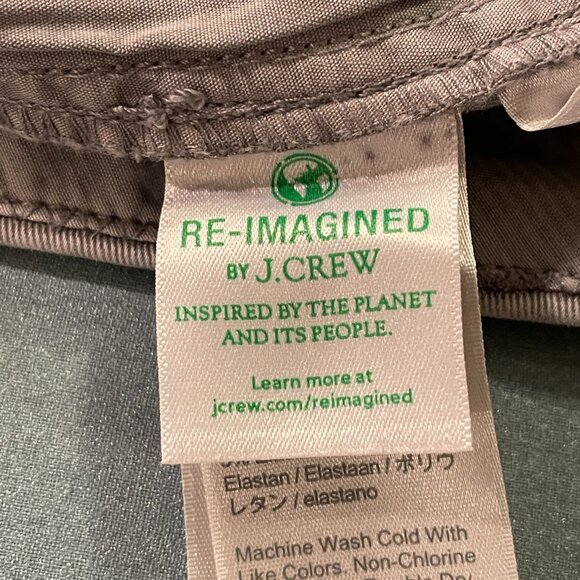 RE-IMAGINED
BY J.CREW
INSPIRED BY THE PLANET
AND ITS PEOPLE.
Learn more at
jcrew.com/reimagined
Elastan / Elastaan / ポリウ
レタン / elastano
Machine Wash Cold With
Like Colors. Non-Chlorine